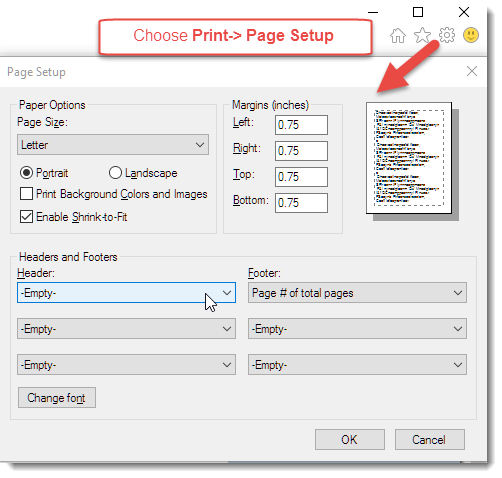 Choose Print-> Page Setup
Page Setup
Paper Options
Page Size:
Letter
Portrait
Landscape
Print Background Colors and Images
Enable Shrink-to-Fit
Margins (inches)
Left: 0.75
Right: 0.75
Top: 0.75
Bottom: 0.75
Headers and Footers
Header:
Footer:
-Empty-
Page # of total pages
-Empty-
-Empty-
-Empty-
-Empty-
Change font
OK
Cancel